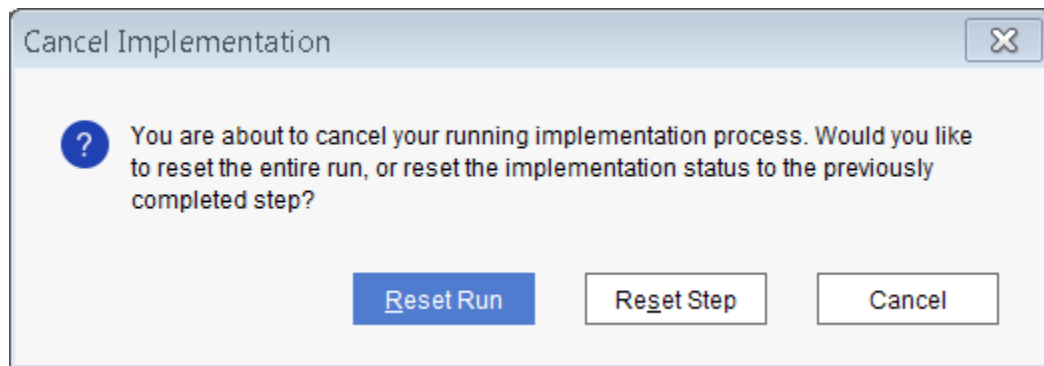 Cancel Implementation
?
You are about to cancel your running implementation process. Would you like
to reset the entire run, or reset the implementation status to the previously
completed step?
Reset Run
Reset Step
Cancel